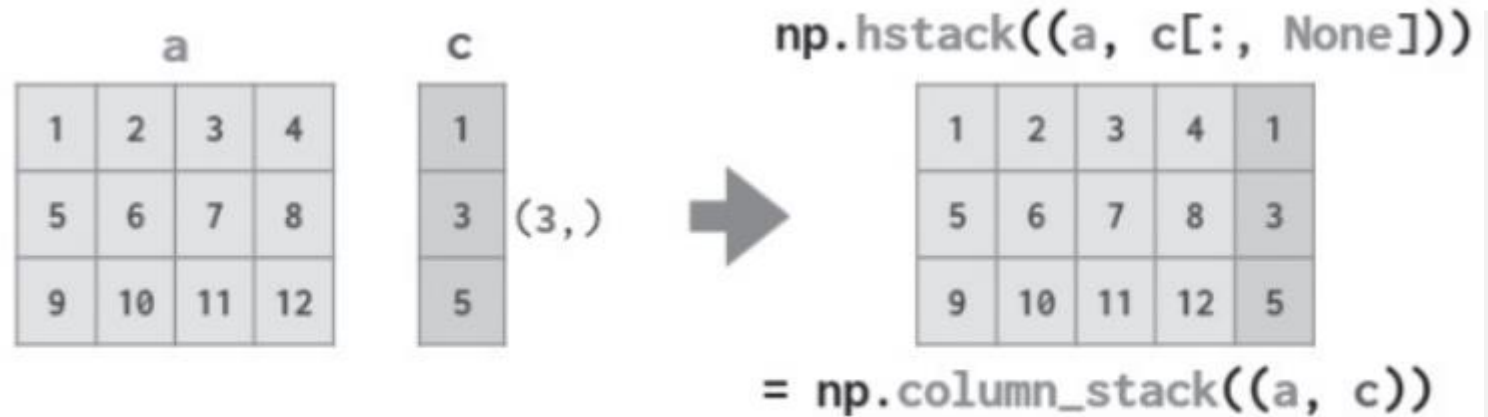 a
1 2 3 4
5 6 7 8
9 10 11 12
c
1
3 (3,)
5
np.hstack((a, c[:, None]))
1 2 3 4 1
5 6 7 8 3
9 10 11 12 5
= np.column_stack((a, c))